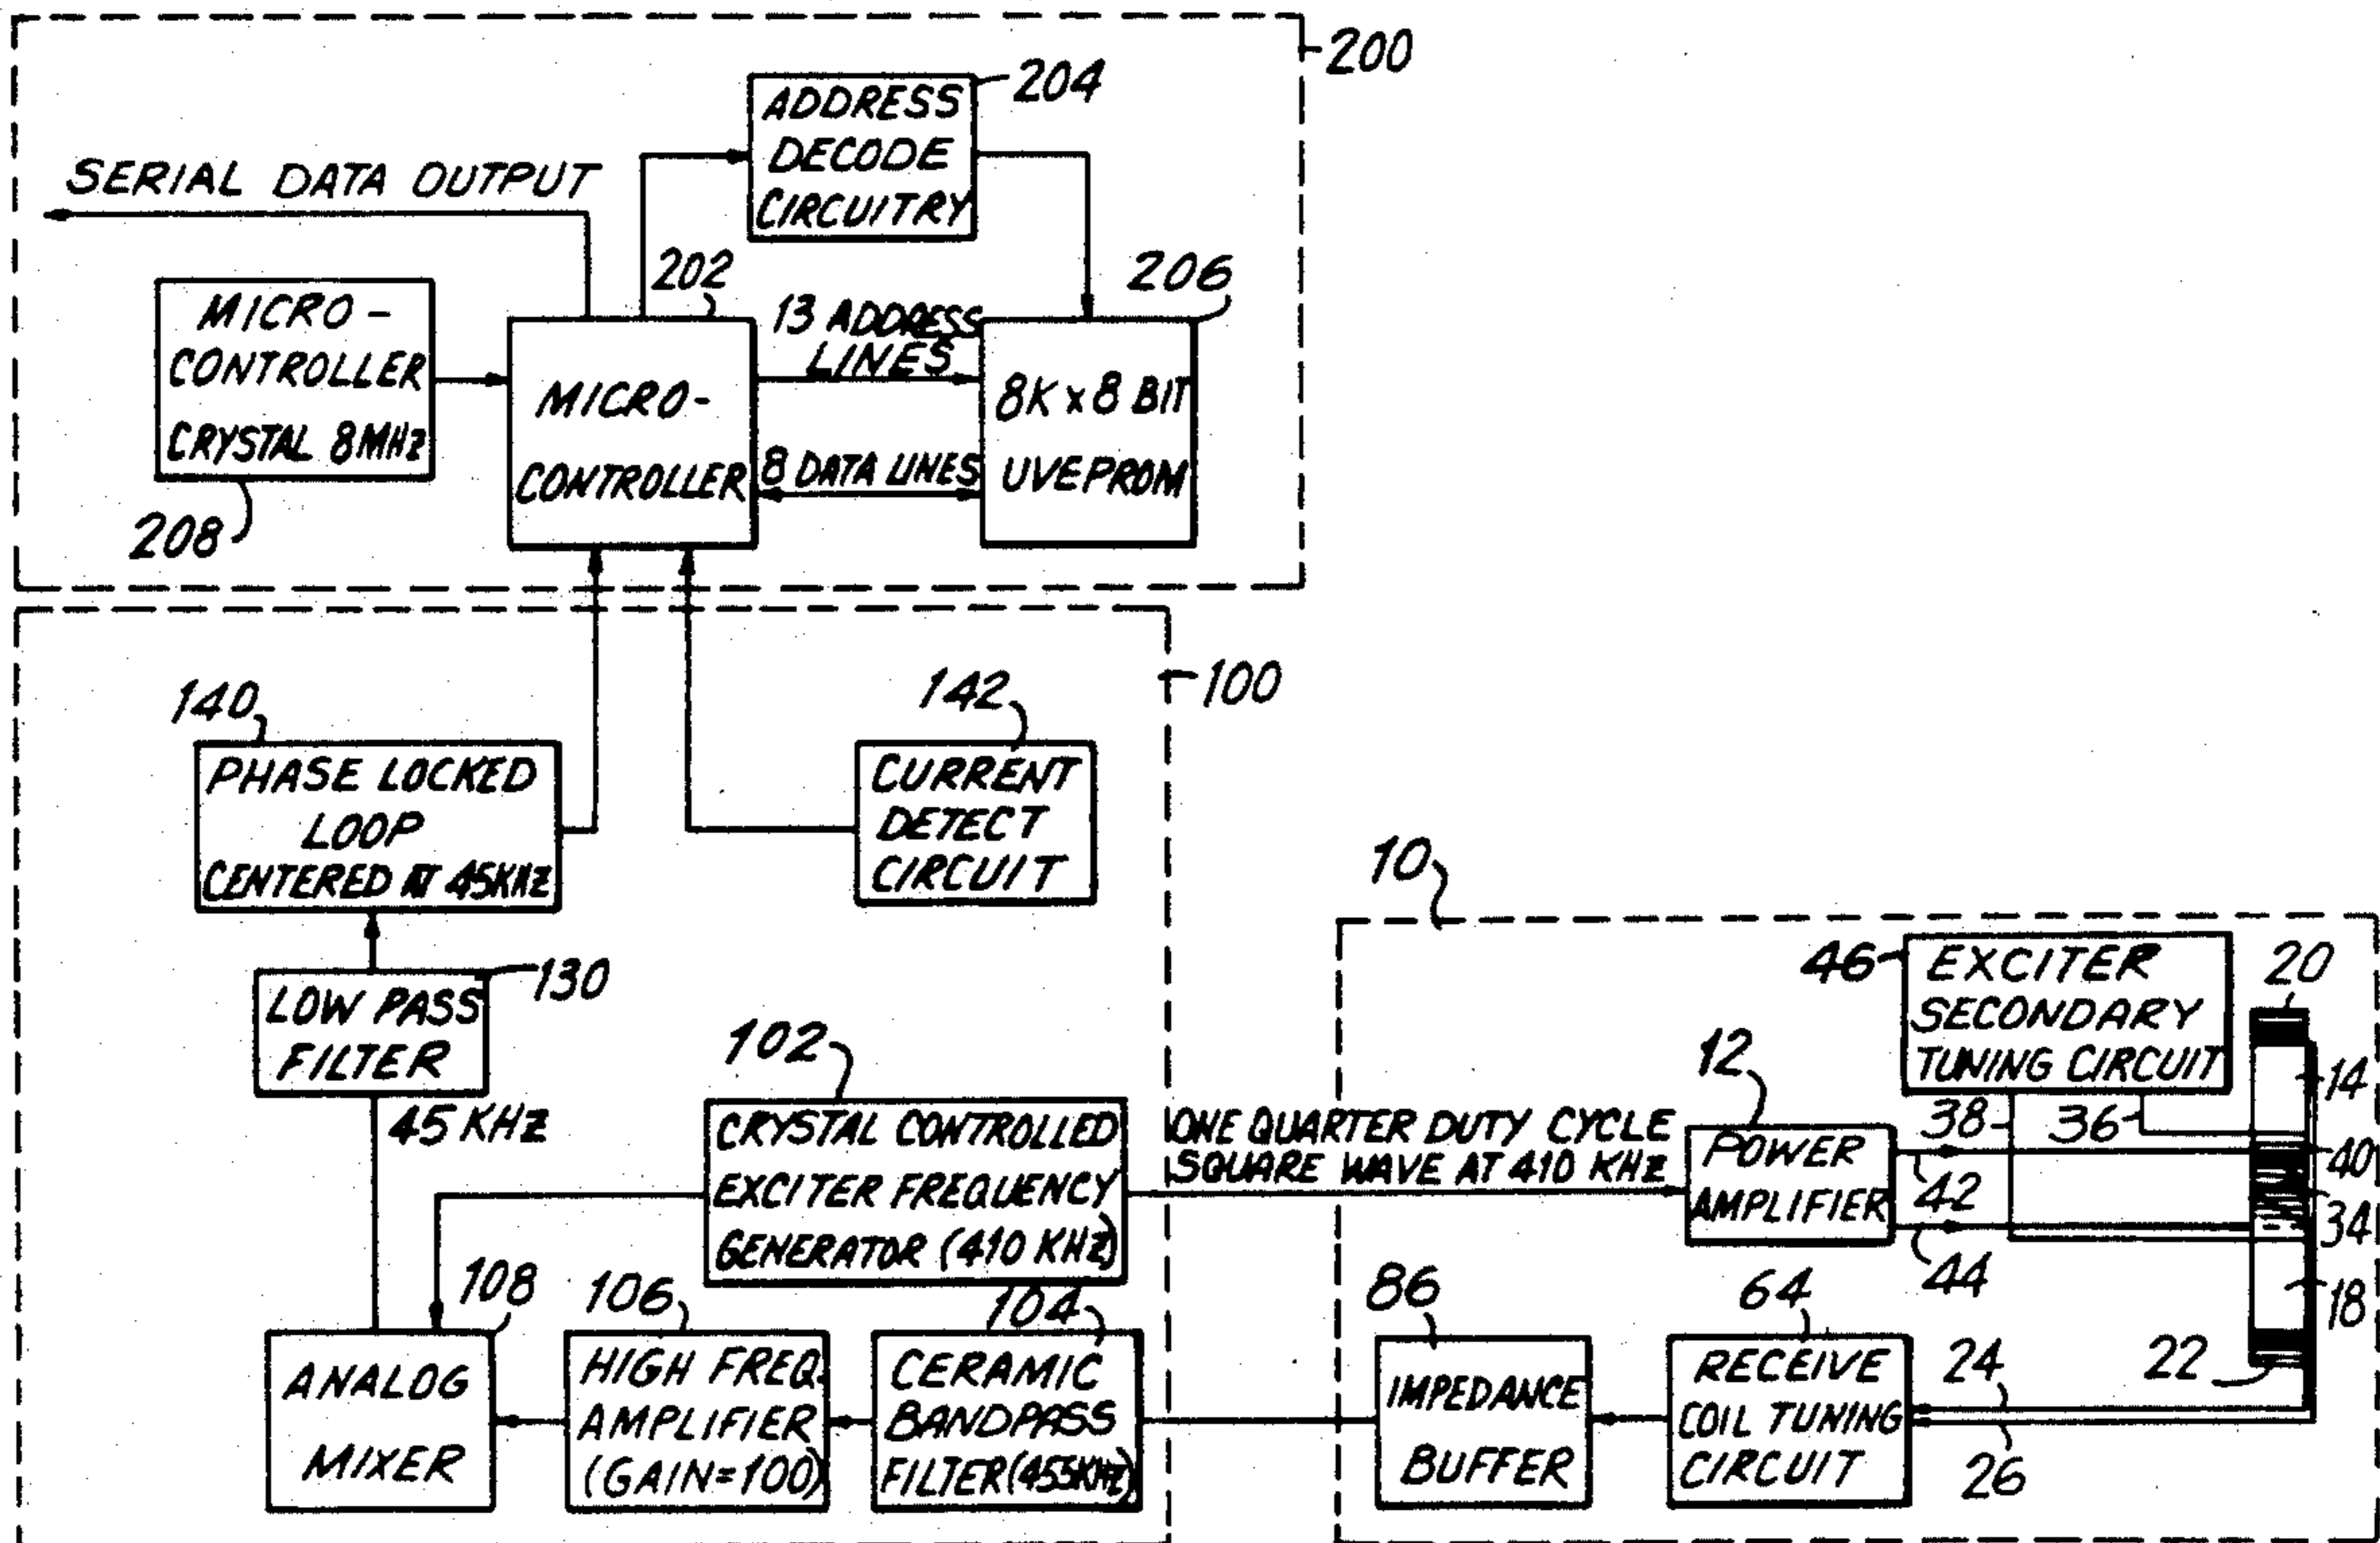 200
204
ADDRESS
DECODE
CIRCUITRY
SERIAL DATA OUTPUT
202
206
MICRO-
CONTROLLER
CRYSTAL 8MHz
208
MICRO-
CONTROLLER
13 ADDRESS
LINES
8 DATA LINES
8K x 8 BIT
UVEPROM
100
140
PHASE LOCKED
LOOP
CENTERED AT 45KHz
142
CURRENT
DETECT
CIRCUIT
130
LOW PASS
FILTER
45 KHz
102
CRYSTAL CONTROLLED
EXCITER FREQUENCY
GENERATOR (410 KHz)
108
ANALOG
MIXER
106
HIGH FREQ.
AMPLIFIER
(GAIN=100)
104
CERAMIC
BANDPASS
FILTER (455KHz)
ONE QUARTER DUTY CYCLE
SQUARE WAVE AT 410 KHz
10
46
EXCITER
SECONDARY
TUNING CIRCUIT
20
12
POWER
AMPLIFIER
38
36
14
40
42
34
44
18
86
IMPEDANCE
BUFFER
64
RECEIVE
COIL TUNING
CIRCUIT
24
22
26